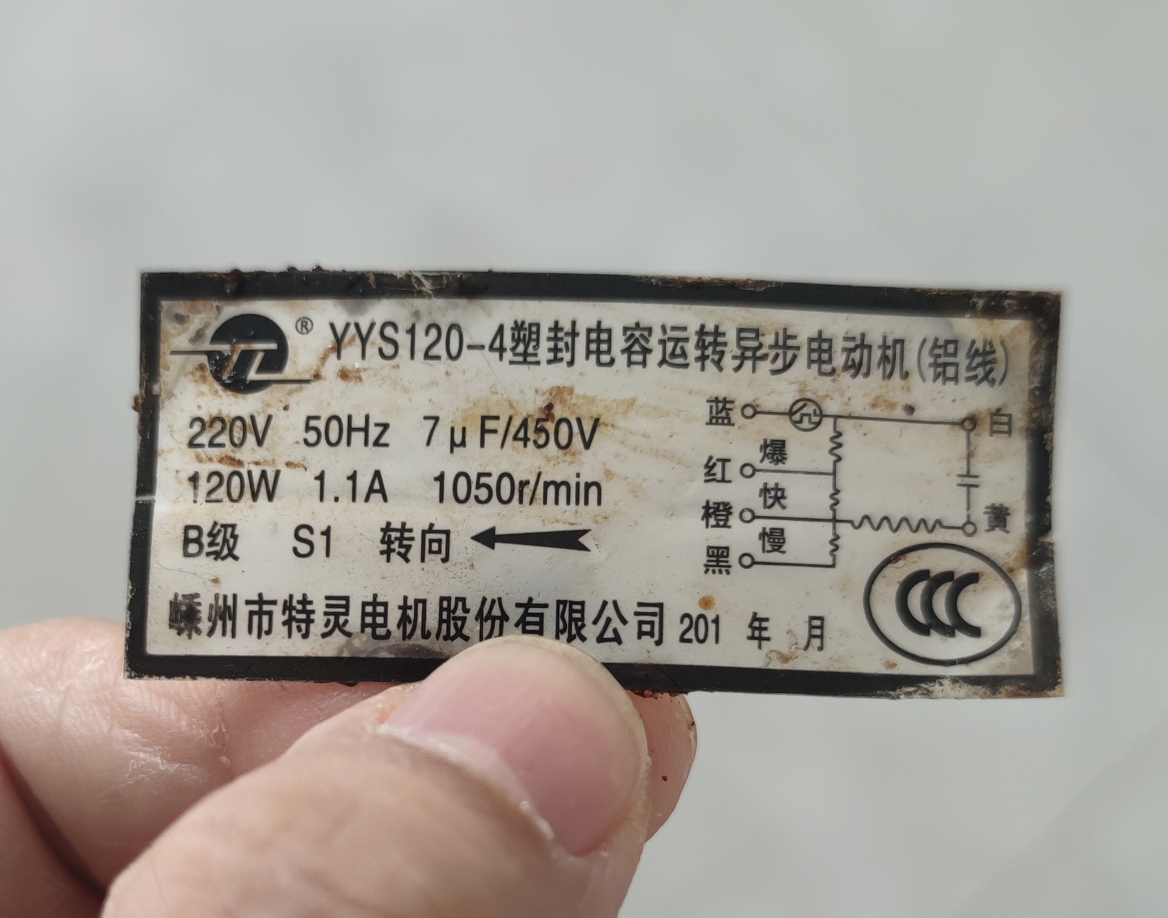 ® YYS120-4塑封电容运转异步电动机(铝线)
220V 50Hz 7μF/450V
120W 1.1A 1050r/min
B级 S1 转向
嵊州市特灵电机股份有限公司 201 年 月
蓝 白
爆
红
快
橙 黄
慢
黑
CCC